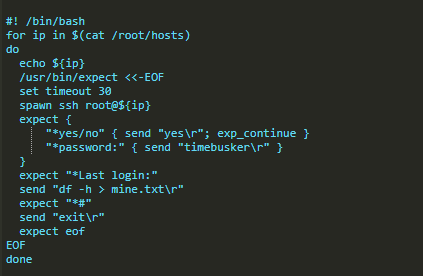 #! /bin/bash
for ip in $(cat /root/hosts)
do
  echo ${ip}
  /usr/bin/expect <<-EOF
  set timeout 30
  spawn ssh root@${ip}
  expect {
      "*yes/no" { send "yes\r"; exp_continue }
      "*password:" { send "timebusker\r" }
  }
  expect "*Last login:"
  send "df -h > mine.txt\r"
  expect "*#"
  send "exit\r"
  expect eof
EOF
done